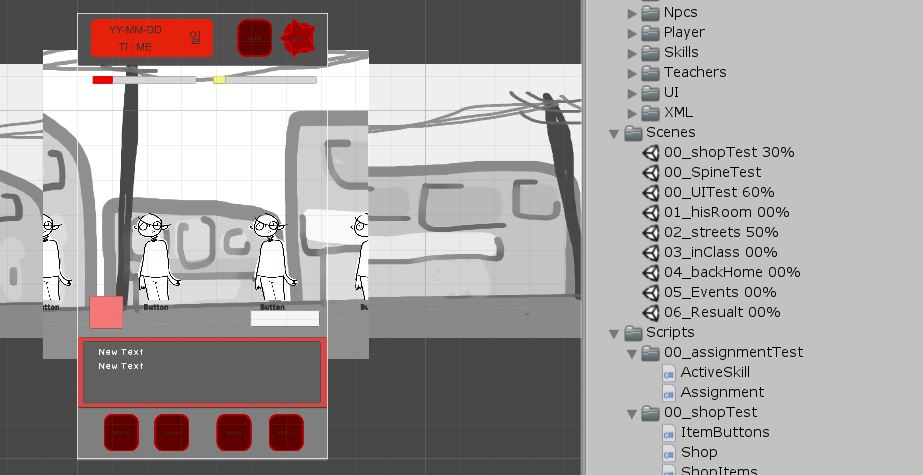 YY-MM-DD
TI : ME
일
Button
Button
New Text
New Text
Npcs
Player
Skills
Teachers
UI
XML
Scenes
00_shopTest 30%
00_SpineTest
00_UITest 60%
01_hisRoom 00%
02_streets 50%
03_inClass 00%
04_backHome 00%
05_Events 00%
06_Resualt 00%
Scripts
00_assignmentTest
ActiveSkill
Assignment
00_shopTest
ItemButtons
Shop
ShopItems